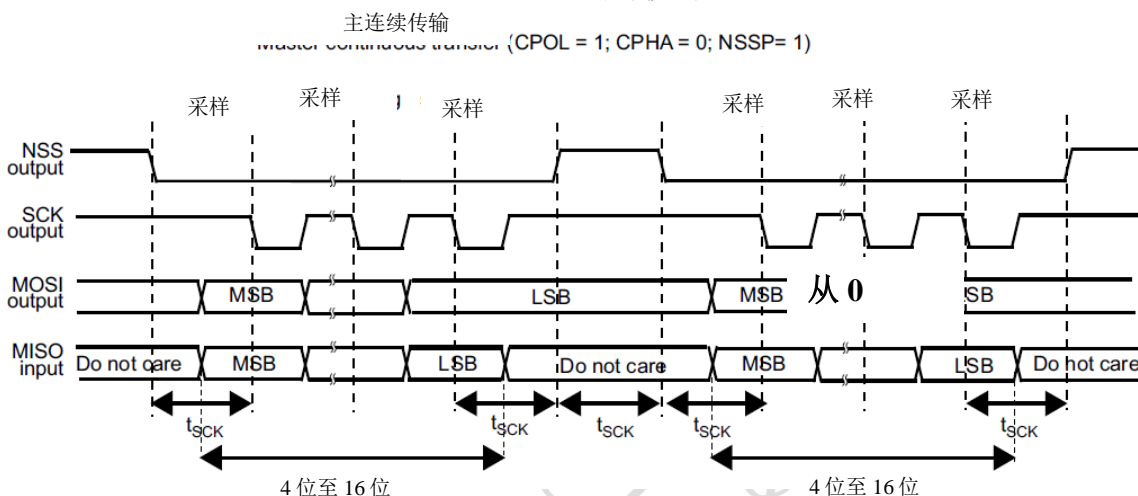 主连续传输
Master continuous transfer (CPOL = 1; CPHA = 0; NSSP= 1)
采样 采样 采样 采样 采样 采样
NSS output
SCK output
MOSI output MSB LSB MSB 从 0 SB
MISO input Do not care MSB LSB Do not care MSB LSB Do not care
tSCK tSCK tSCK tSCK tSCK
4 位至 16 位 4 位至 16 位